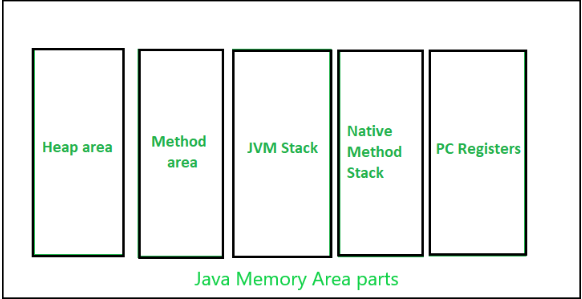 Heap area
Method
area
JVM Stack
Native
Method
Stack
PC Registers
Java Memory Area parts